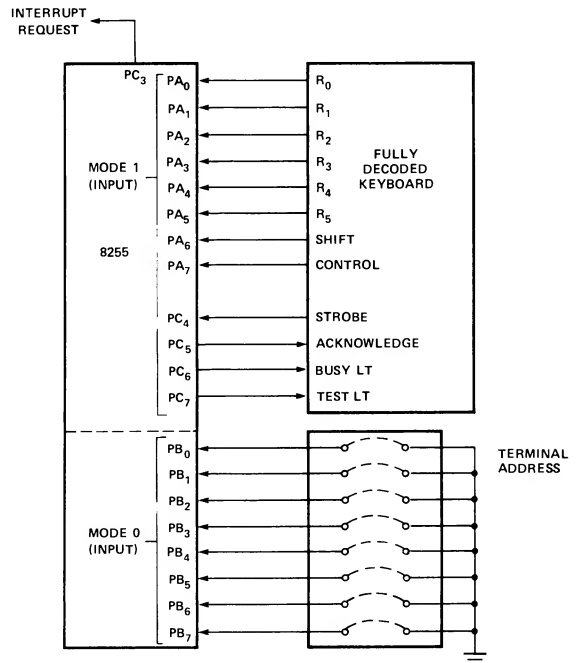 INTERRUPT
REQUEST
PC3
PA0
R0
PA1
R1
PA2
R2
MODE 1
(INPUT)
PA3
R3
FULLY
DECODED
KEYBOARD
PA4
R4
PA5
R5
8255
PA6
SHIFT
PA7
CONTROL
PC4
STROBE
PC5
ACKNOWLEDGE
PC6
BUSY LT
PC7
TEST LT
PB0
TERMINAL
ADDRESS
PB1
PB2
MODE 0
(INPUT)
PB3
PB4
PB5
PB6
PB7